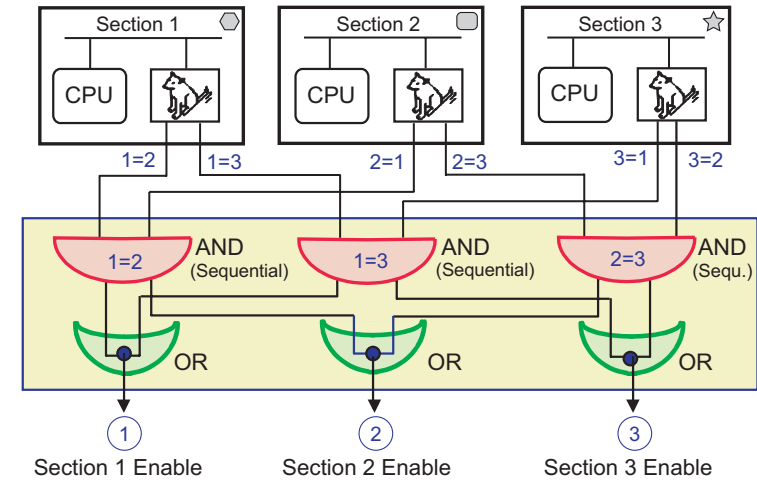 Section 1
Section 2
Section 3
CPU
CPU
CPU
1=2
1=3
2=1
2=3
3=1
3=2
1=2
AND
(Sequential)
1=3
AND
(Sequential)
2=3
AND
(Sequ.)
OR
OR
OR
1
2
3
Section 1 Enable
Section 2 Enable
Section 3 Enable